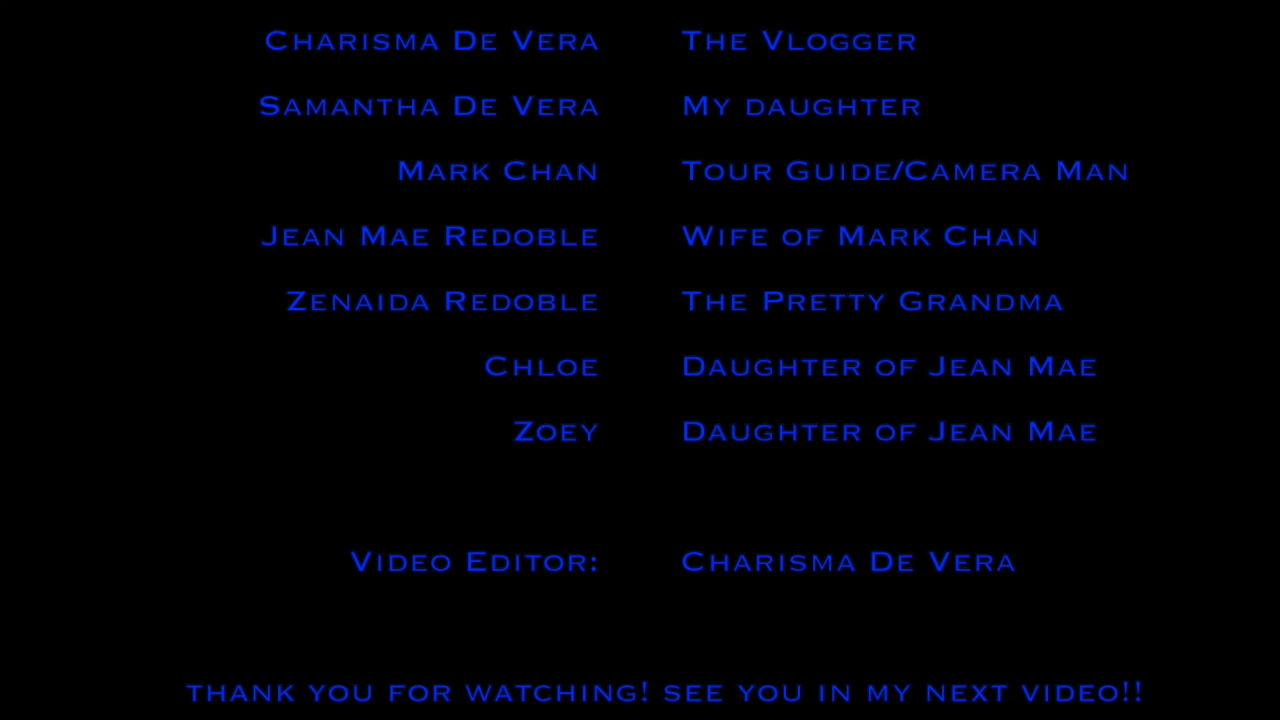 Charisma De Vera The Vlogger
Samantha De Vera My daughter
Mark Chan Tour Guide/Camera Man
Jean Mae Redoble Wife of Mark Chan
Zenaida Redoble The Pretty Grandma
Chloe Daughter of Jean Mae
Zoey Daughter of Jean Mae
Video Editor: Charisma De Vera
thank you for watching! see you in my next video!!